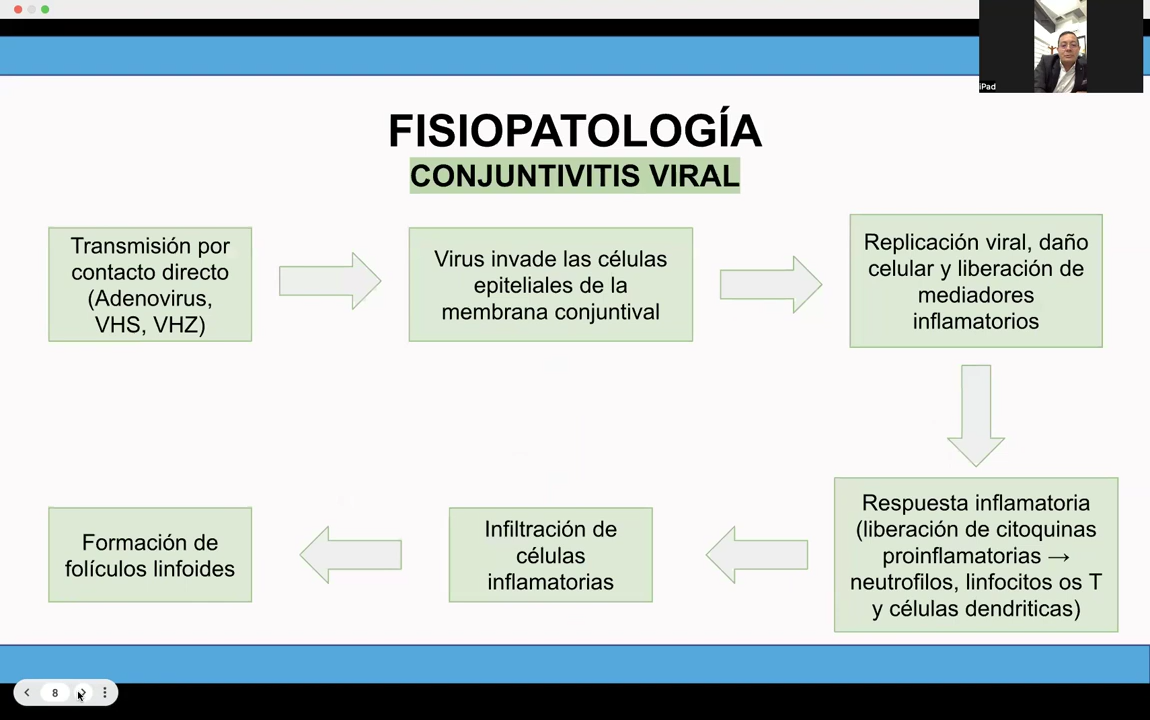 iPad
FISIOPATOLOGÍA
CONJUNTIVITIS VIRAL
Transmisión por
contacto directo
(Adenovirus,
VHS, VHZ)
Virus invade las células
epiteliales de la
membrana conjuntival
Replicación viral, daño
celular y liberación de
mediadores
inflamatorios
Respuesta inflamatoria
(liberación de citoquinas
proinflamatorias →
neutrofilos, linfocitos os T
y células dendriticas)
Infiltración de
células
inflamatorias
Formación de
folículos linfoides
8